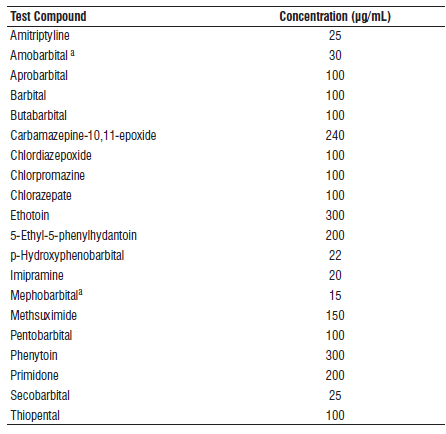 Test Compound Concentration (µg/mL)
Amitriptyline 25
Amobarbital a 30
Aprobarbital 100
Barbital 100
Butabarbital 100
Carbamazepine-10,11-epoxide 240
Chlordiazepoxide 100
Chlorpromazine 100
Chlorazepate 100
Ethotoin 300
5-Ethyl-5-phenylhydantoin 200
p-Hydroxyphenobarbital 22
Imipramine 20
Mephobarbitala 15
Methsuximide 150
Pentobarbital 100
Phenytoin 300
Primidone 200
Secobarbital 25
Thiopental 100